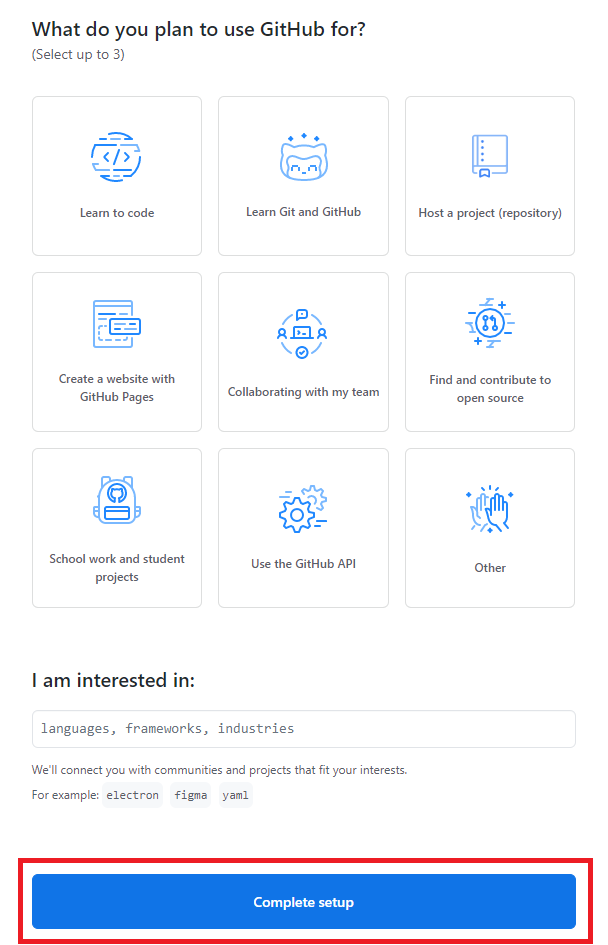 What do you plan to use GitHub for?
(Select up to 3)
Learn to code
Learn Git and GitHub
Host a project (repository)
Create a website with
GitHub Pages
Collaborating with my team
Find and contribute to
open source
School work and student
projects
Use the GitHub API
Other
I am interested in:
languages, frameworks, industries
We'll connect you with communities and projects that fit your interests.
For example: electron figma yaml
Complete setup